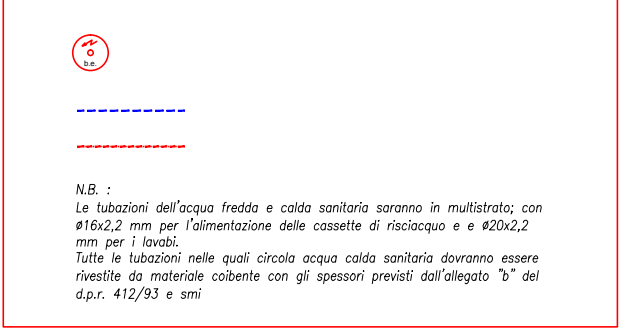 b.e.
N.B. :
Le tubazioni dell'acqua fredda e calda sanitaria saranno in multistrato; con
ø16x2,2 mm per l'alimentazione delle cassette di risciacquo e e ø20x2,2
mm per i lavabi.
Tutte le tubazioni nelle quali circola acqua calda sanitaria dovranno essere
rivestite da materiale coibente con gli spessori previsti dall'allegato "b" del
d.p.r. 412/93 e smi